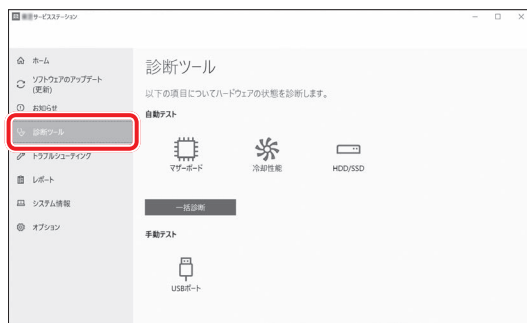 サービスステーション
ホーム
ソフトウェアのアップデート
(更新)
お知らせ
診断ツール
トラブルシューティング
レポート
システム情報
オプション
診断ツール
以下の項目についてハードウェアの状態を診断します。
自動テスト
マザーボード
冷却性能
HDD/SSD
一括診断
手動テスト
USBポート